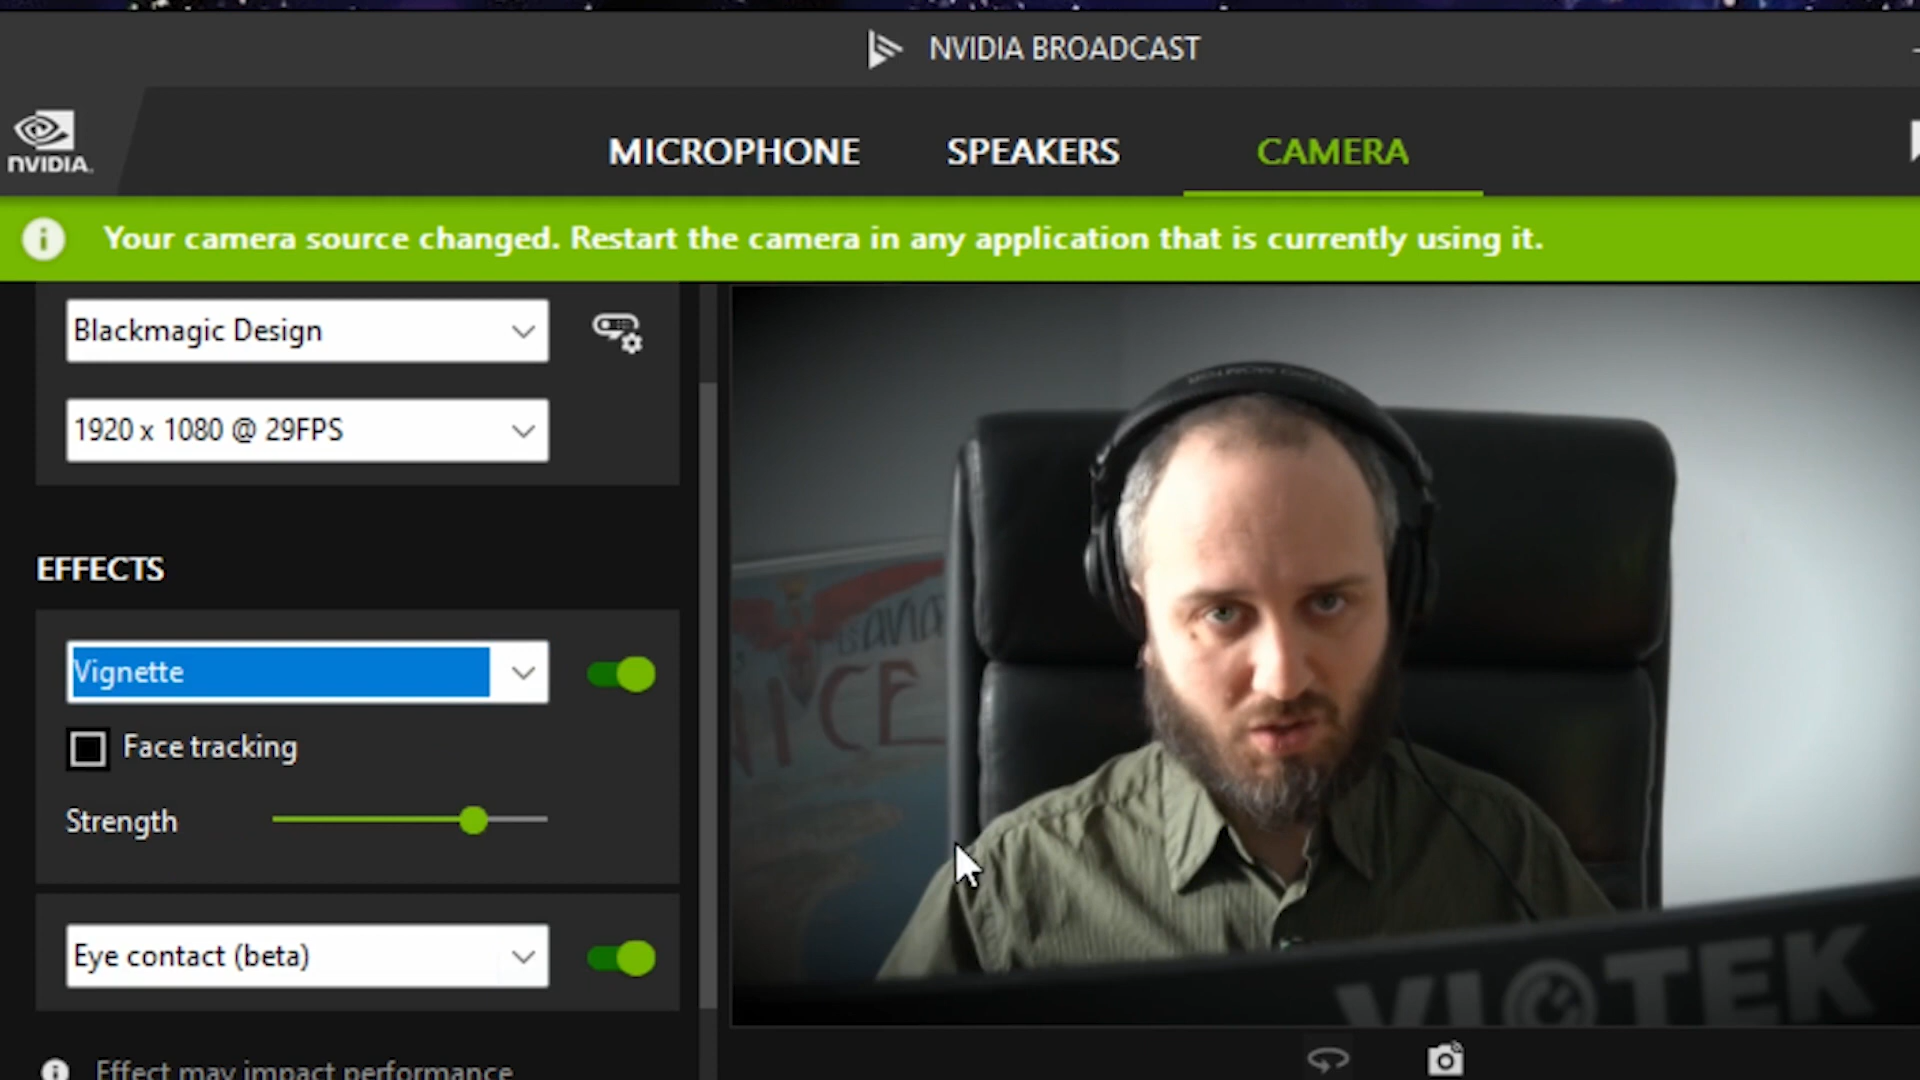 NVIDIA BROADCAST
NVIDIA.
MICROPHONE
SPEAKERS
CAMERA
Your camera source changed. Restart the camera in any application that is currently using it.
Blackmagic Design
1920 x 1080 @ 29FPS
EFFECTS
Vignette
Face tracking
Strength
Eye contact (beta)
Effect may impact performance
NICE
VIOTEK